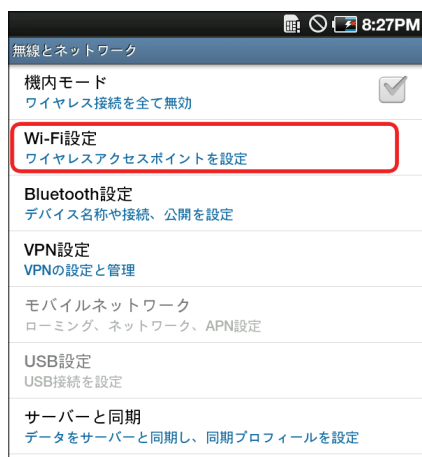 8:27PM
無線とネットワーク
機内モード
ワイヤレス接続を全て無効
Wi-Fi設定
ワイヤレスアクセスポイントを設定
Bluetooth設定
デバイス名称や接続、公開を設定
VPN設定
VPNの設定と管理
モバイルネットワーク
ローミング、ネットワーク、APN設定
USB設定
USB接続を設定
サーバーと同期
データをサーバーと同期し、同期プロフィールを設定